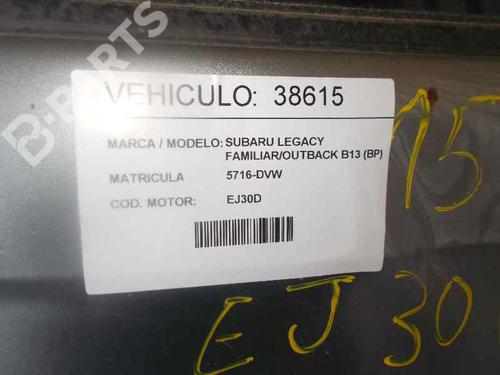 B-PARTS
VEHICULO: 38615
MARCA / MODELO: SUBARU LEGACY
FAMILIAR/OUTBACK B13 (BP)
MATRICULA 5716-DVW
COD. MOTOR: EJ30D
15
EJ30